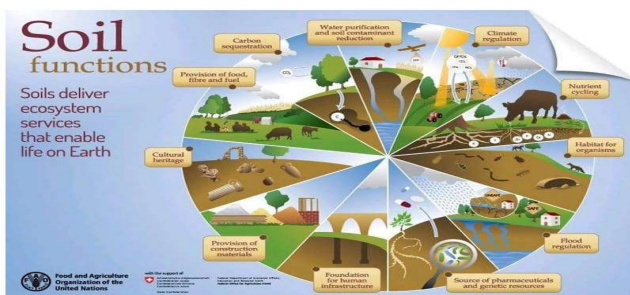 Soil
functions
Soils deliver
ecosystem
services
that enable
life on Earth
Carbon
sequestration
Water purification
and soil contaminant
reduction
Climate
regulation
Provision of food,
fibre and fuel
Nutrient
cycling
Cultural
heritage
Habitat for
organisms
Provision of
construction
materials
Foundation for
human
infrastructure
Source of pharmaceuticals
and genetic resources
Flood
regulation
CO₂
Food and Agriculture
Organization of the
United Nations
with the support of